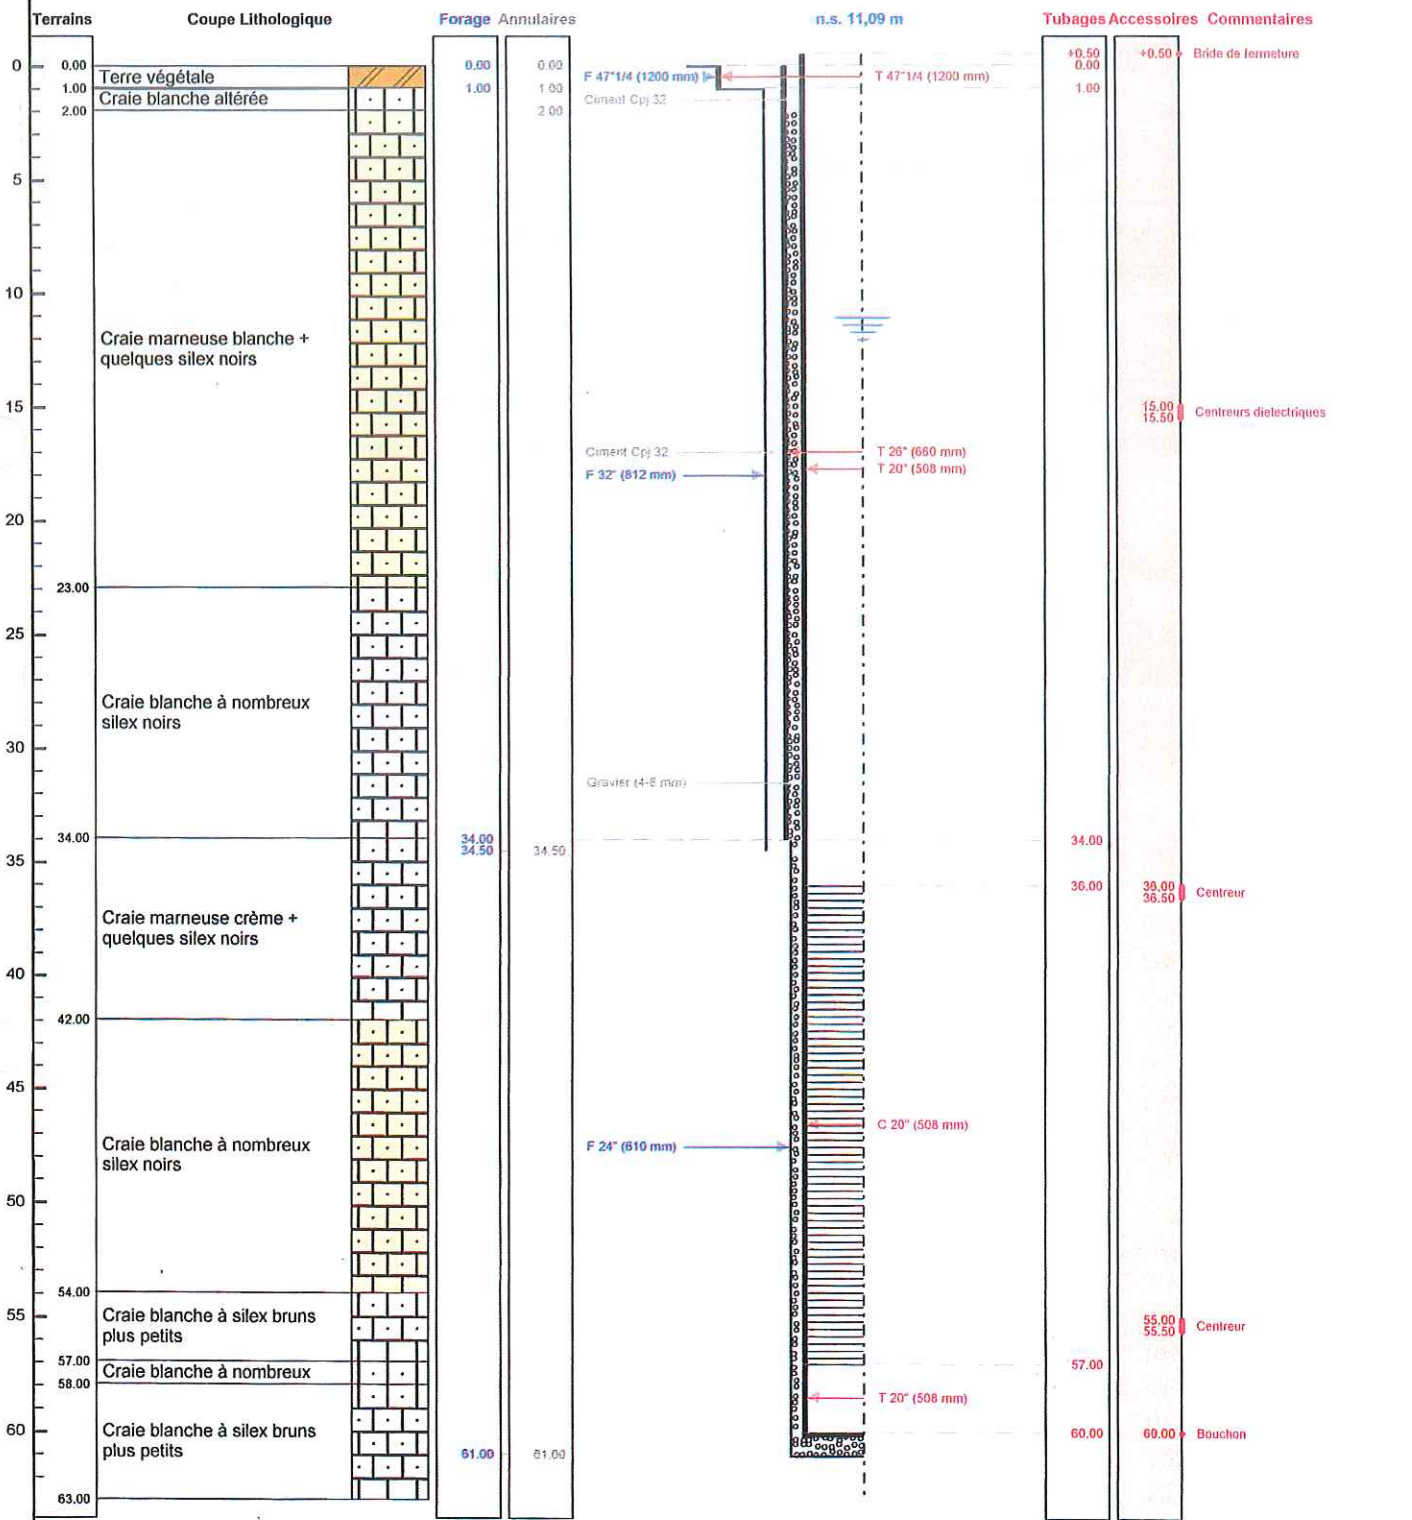 Terrains Coupe Lithologique Forage Annulaires n.s. 11,09 m Tubages Accessoires Commentaires
+0.50 +0.50 Bride de fermeture
0 0.00 0.00 0.00 0.00
Terre végétale F 47"1/4 (1200 mm) T 47"1/4 (1200 mm)
1.00 1.00 1.00 1.00
Craie blanche altérée Ciment Cpj 32
2.00 2.00
5
10
Craie marneuse blanche +
quelques silex noirs
15 15.00
15.50 Centreurs dielectriques
Ciment Cpj 32 T 26" (660 mm)
F 32" (812 mm) T 20" (508 mm)
20
23.00
25
Craie blanche à nombreux
silex noirs
30
Gravier (4-8 mm)
34.00 34.00 34.00
34.50 34.50
35
36.00 36.00
36.50 Centreur
Craie marneuse crème +
quelques silex noirs
40
42.00
45
C 20" (508 mm)
Craie blanche à nombreux
silex noirs
F 24" (610 mm)
50
54.00
55 55.00
55.50 Centreur
Craie blanche à silex bruns
plus petits
57.00 57.00
Craie blanche à nombreux
58.00
T 20" (508 mm)
60 60.00 60.00 Bouchon
Craie blanche à silex bruns
plus petits
61.00 61.00
63.00